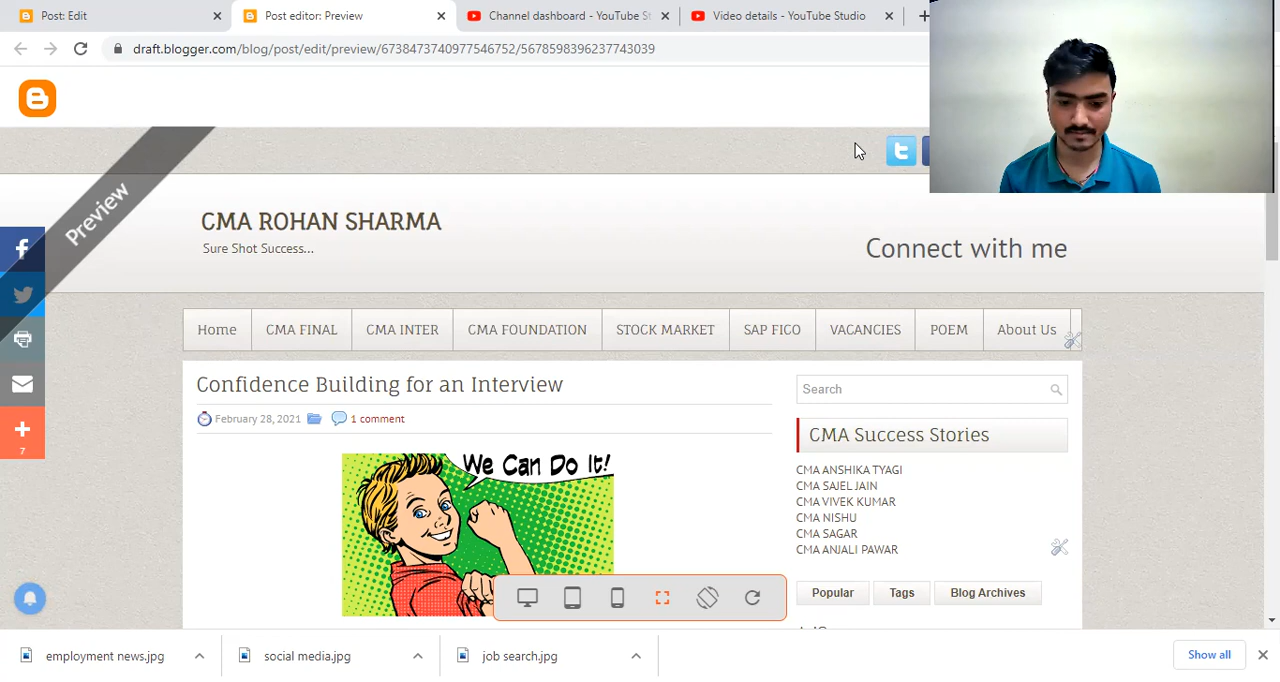 Post: Edit
Post editor: Preview
Channel dashboard - YouTube St
Video details - YouTube Studio
draft.blogger.com/blog/post/edit/preview/6738473740977546752/5678598396237743039
Preview
CMA ROHAN SHARMA
Sure Shot Success...
Connect with me
7
Home
CMA FINAL
CMA INTER
CMA FOUNDATION
STOCK MARKET
SAP FICO
VACANCIES
POEM
About Us
Confidence Building for an Interview
February 28, 2021
1 comment
We Can Do It!
Search
CMA Success Stories
CMA ANSHIKA TYAGI
CMA SAJEL JAIN
CMA VIVEK KUMAR
CMA NISHU
CMA SAGAR
CMA ANJALI PAWAR
Popular
Tags
Blog Archives
employment news.jpg
social media.jpg
job search.jpg
Show all